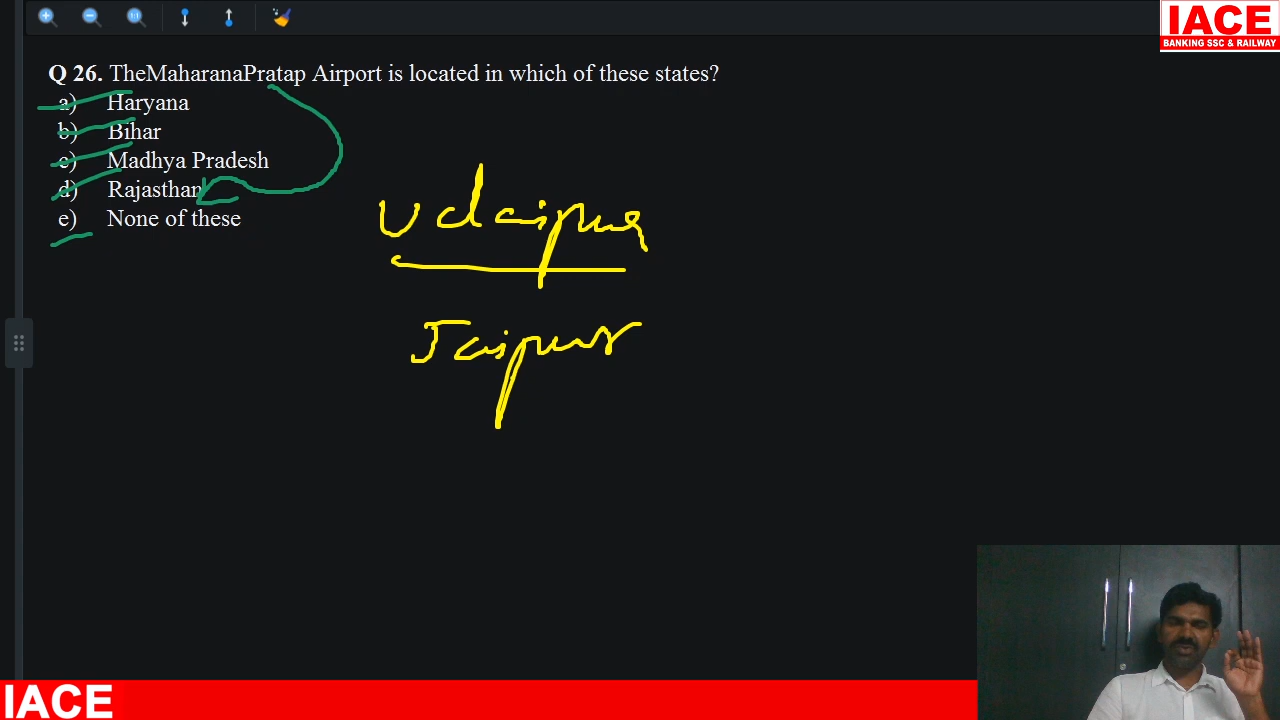 IACE
BANKING SSC & RAILWAY
Q 26. TheMaharanaPratap Airport is located in which of these states?
a) Haryana
b) Bihar
c) Madhya Pradesh
d) Rajasthan
e) None of these
Udaipur
Jaipur
IACE